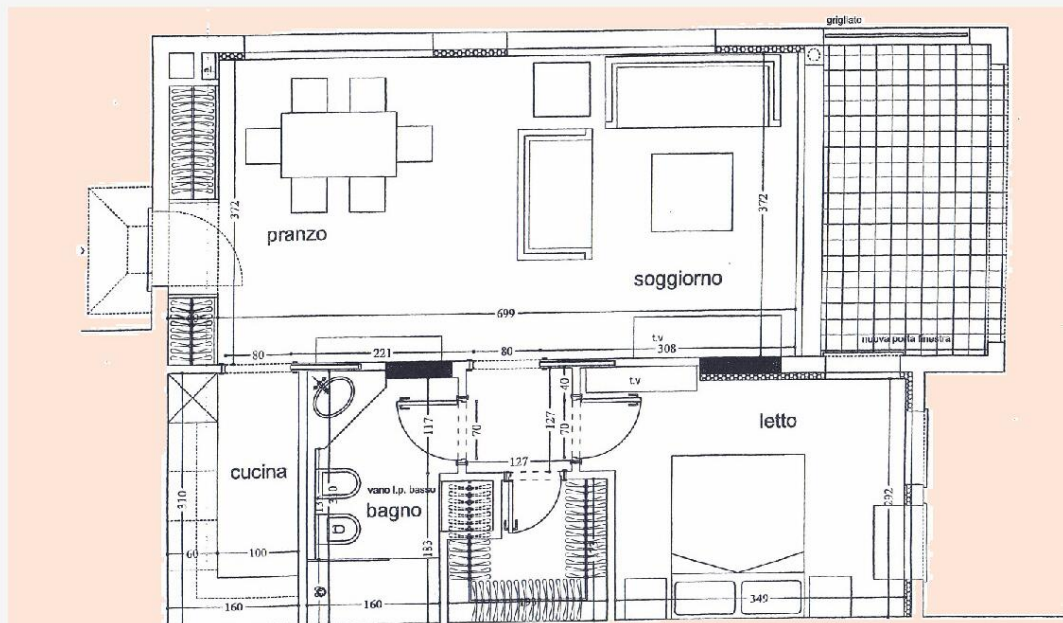 grigliato
372
pranzo
372
soggiorno
699
t.v
nuova porta finestra
80
221
80
308
t.v
40
letto
117
70
127
70
127
cucina
310
vano l.p. basso
bagno
292
183
60
100
160
160
349